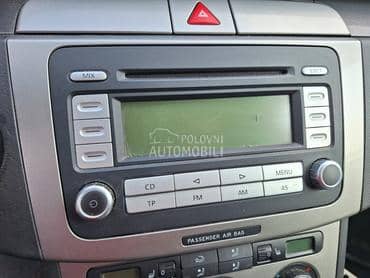 MIX
POLOVNI
AUTOMOBILI
CD
MENU
TP
FM
AM
AS
PASSENGER AIR BAG